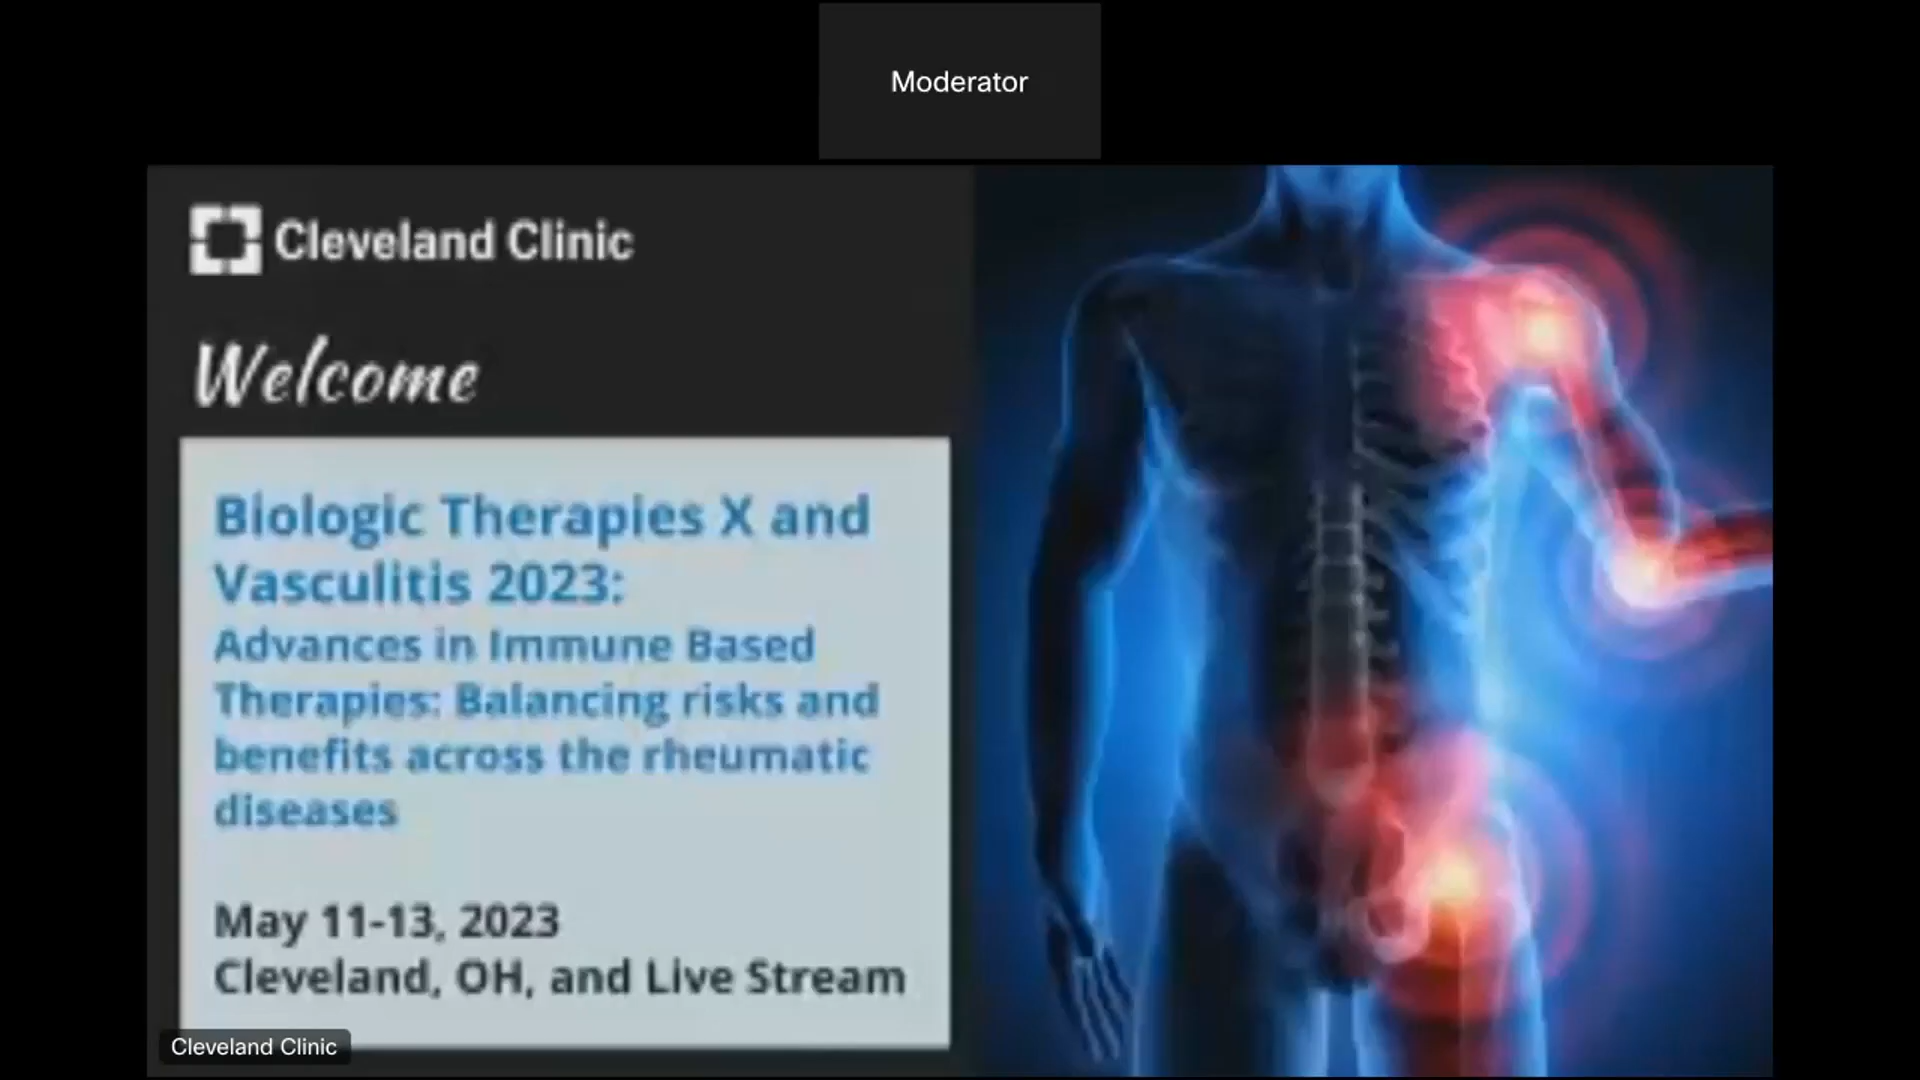 Moderator
Cleveland Clinic
Welcome
Biologic Therapies X and
Vasculitis 2023:
Advances in Immune Based
Therapies: Balancing risks and
benefits across the rheumatic
diseases
May 11-13, 2023
Cleveland, OH, and Live Stream
Cleveland Clinic